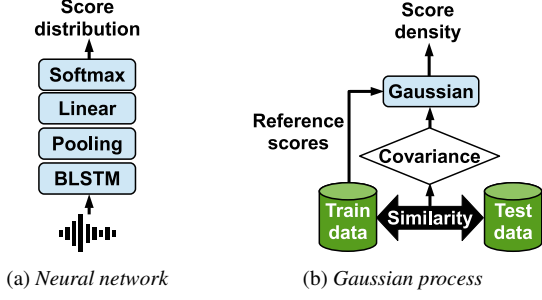 Score
distribution
Softmax
Linear
Pooling
BLSTM
(a) Neural network
Score
density
Gaussian
Reference
scores
Covariance
Train
data
Similarity
Test
data
(b) Gaussian process